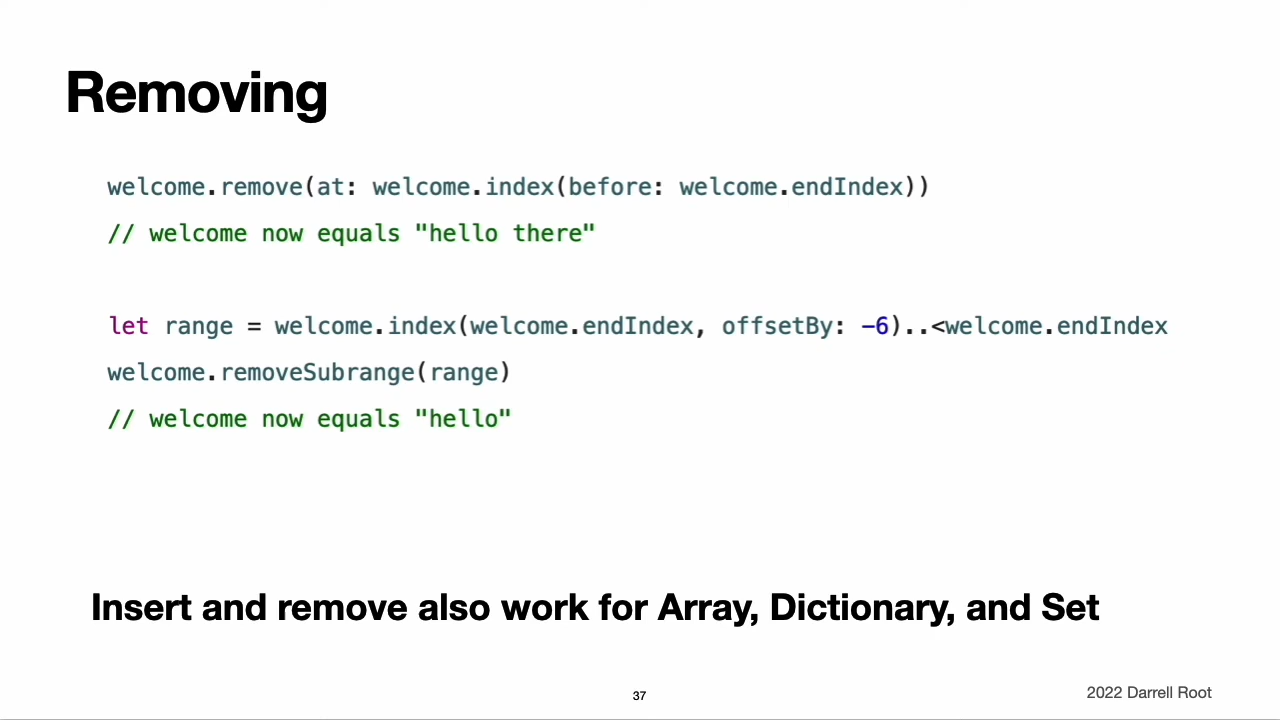 Removing
welcome.remove(at: welcome.index(before: welcome.endIndex))
// welcome now equals "hello there"
let range = welcome.index(welcome.endIndex, offsetBy: -6)..<welcome.endIndex
welcome.removeSubrange(range)
// welcome now equals "hello"
Insert and remove also work for Array, Dictionary, and Set
37
2022 Darrell Root